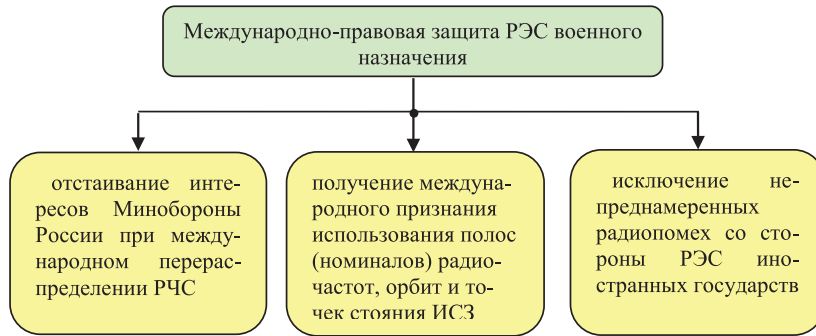 Международно-правовая защита РЭС военного
назначения
отстаивание инте-
ресов Минобороны
России при между-
народном перерас-
пределении РЧС
получение междуна-
родного признания
использования полос
(номиналов) радио-
частот, орбит и то-
чек стояния ИСЗ
исключение не-
преднамеренных
радиопомех со сто-
роны РЭС ино-
странных государств